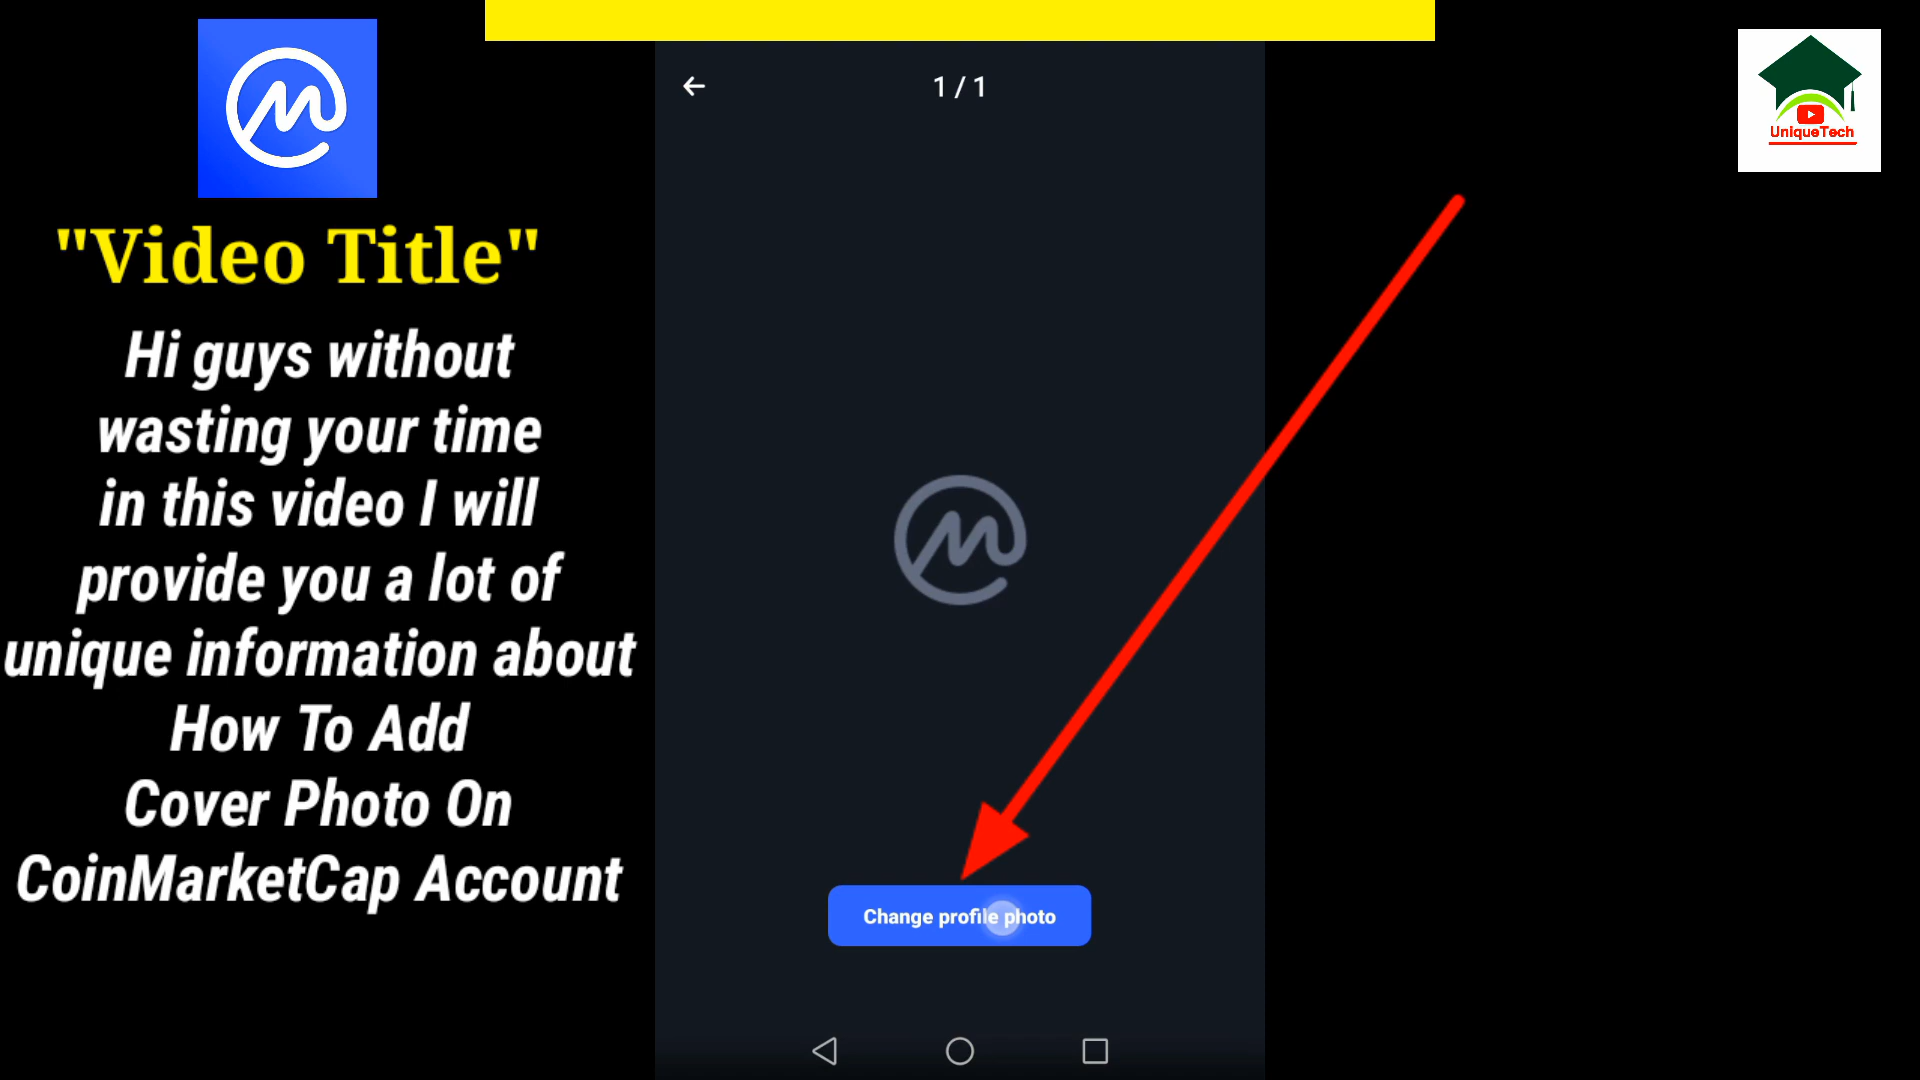 "Video Title"
Hi guys without
wasting your time
in this video I will
provide you a lot of
unique information about
How To Add
Cover Photo On
CoinMarketCap Account
1 / 1
Change profile photo
UniqueTech